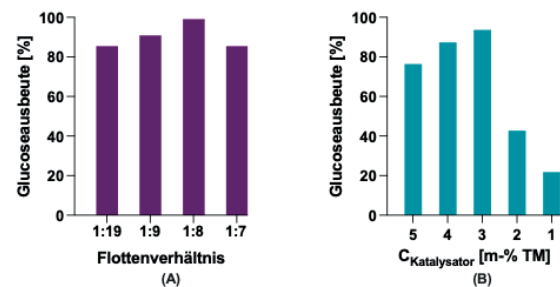 Glucoseausbeute [%]
100
80
60
40
20
0
1:19 1:9 1:8 1:7
Flottenverhältnis
(A)
Glucoseausbeute [%]
100
80
60
40
20
0
5 4 3 2 1
C Katalysator [m-% TM]
(B)